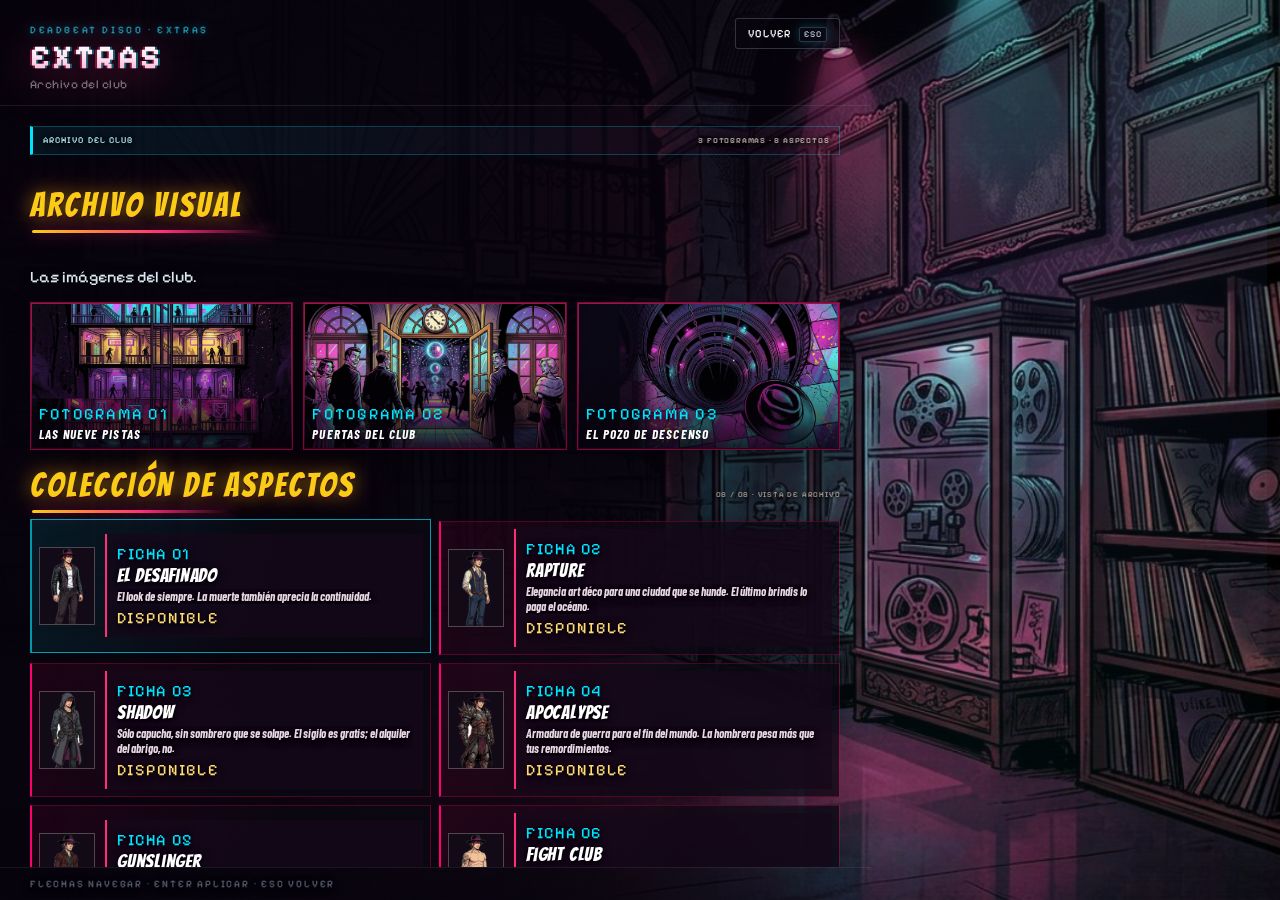 DEADBEAT DISCO · EXTRAS
EXTRAS
Archivo del club
VOLVER ESC
ARCHIVO DEL CLUB
3 FOTOGRAMAS · 8 ASPECTOS
ARCHIVO VISUAL
Las imágenes del club.
FOTOGRAMA 01
LAS NUEVE PISTAS
FOTOGRAMA 02
PUERTAS DEL CLUB
FOTOGRAMA 03
EL POZO DE DESCENSO
COLECCIÓN DE ASPECTOS
08 / 08 · VISTA DE ARCHIVO
FICHA 01
EL DESAFINADO
El look de siempre. La muerte también aprecia la continuidad.
DISPONIBLE
FICHA 02
RAPTURE
Elegancia art déco para una ciudad que se hunde. El último brindis lo
paga el océano.
DISPONIBLE
FICHA 03
SHADOW
Sólo capucha, sin sombrero que se solape. El sigilo es gratis; el alquiler
del abrigo, no.
DISPONIBLE
FICHA 04
APOCALYPSE
Armadura de guerra para el fin del mundo. La hombrera pesa más que
tus remordimientos.
DISPONIBLE
FICHA 05
GUNSLINGER
FICHA 06
FIGHT CLUB
FLECHAS NAVEGAR · ENTER APLICAR · ESC VOLVER